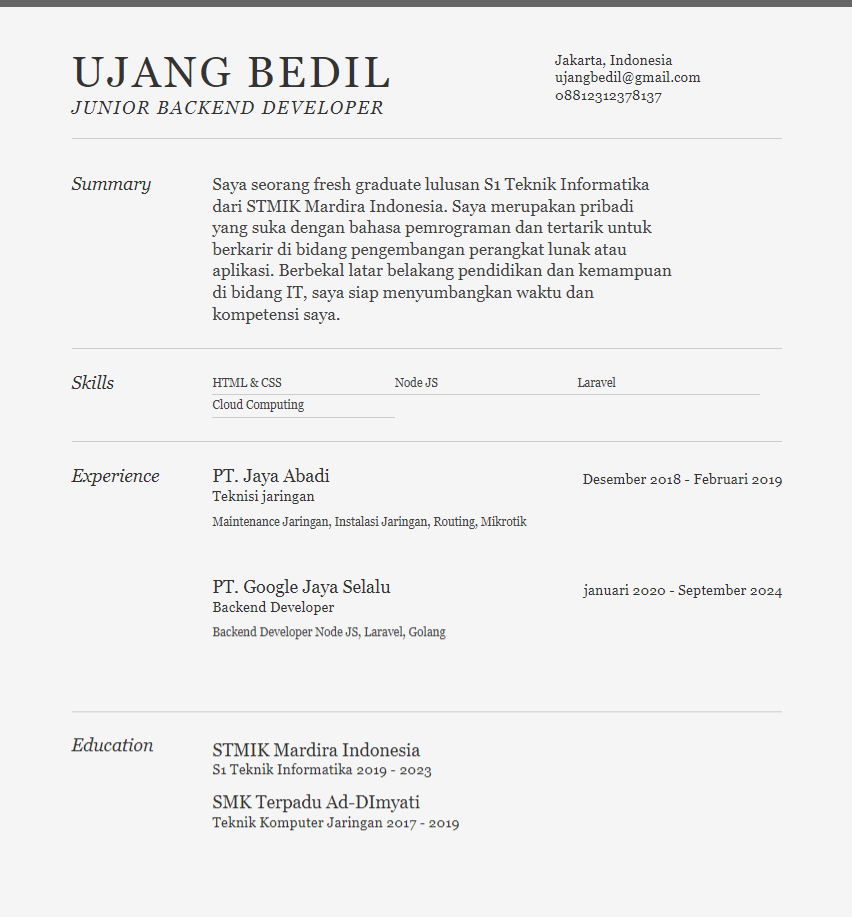 UJANG BEDIL
JUNIOR BACKEND DEVELOPER
Jakarta, Indonesia
ujangbedil@gmail.com
08812312378137
Summary
Saya seorang fresh graduate lulusan S1 Teknik Informatika
dari STMIK Mardira Indonesia. Saya merupakan pribadi
yang suka dengan bahasa pemrograman dan tertarik untuk
berkarir di bidang pengembangan perangkat lunak atau
aplikasi. Berbekal latar belakang pendidikan dan kemampuan
di bidang IT, saya siap menyumbangkan waktu dan
kompetensi saya.
Skills
HTML & CSS Node JS Laravel
Cloud Computing
Experience
PT. Jaya Abadi
Desember 2018 - Februari 2019
Teknisi jaringan
Maintenance Jaringan, Instalasi Jaringan, Routing, Mikrotik
PT. Google Jaya Selalu
januari 2020 - September 2024
Backend Developer
Backend Developer Node JS, Laravel, Golang
Education
STMIK Mardira Indonesia
S1 Teknik Informatika 2019 - 2023
SMK Terpadu Ad-DImyati
Teknik Komputer Jaringan 2017 - 2019